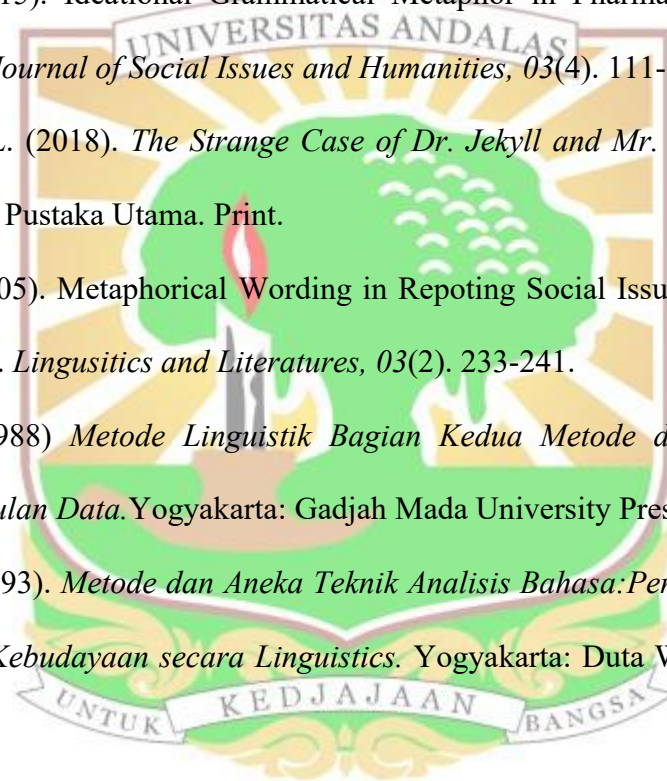 15). Ideational Grammatical Metaphor in Pharma
UNIVERSITAS ANDALAS
Journal of Social Issues and Humanities, 03(4). 111-
L. (2018). The Strange Case of Dr. Jekyll and Mr.
Pustaka Utama. Print.
05). Metaphorical Wording in Repoting Social Issu
. Lingusitics and Literatures, 03(2). 233-241.
988) Metode Linguistik Bagian Kedua Metode d
ulan Data.Yogyakarta: Gadjah Mada University Pres
93). Metode dan Aneka Teknik Analisis Bahasa:Pen
Kebudayaan secara Linguistics. Yogyakarta: Duta W
UNTUK KEDJAJAAN BANGSA